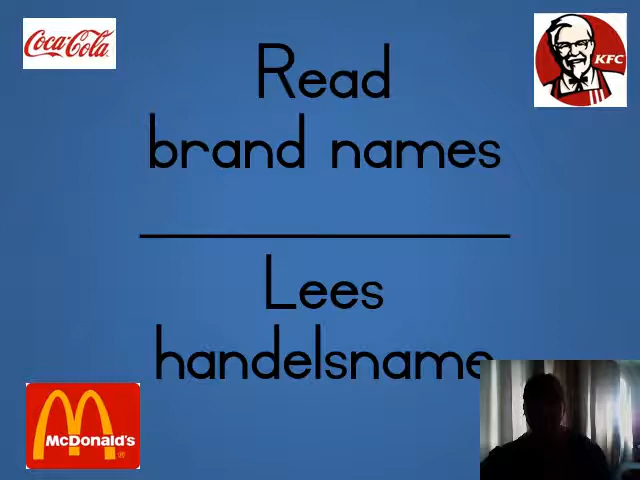 Coca-Cola
KFC
Read
brand names
Lees
handelsname
McDonald's